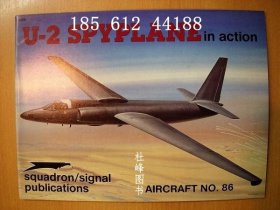 185 612 44188
U-2 SPYPLANE in action
杜峰图书
squadron/signal
publications
AIRCRAFT NO. 86